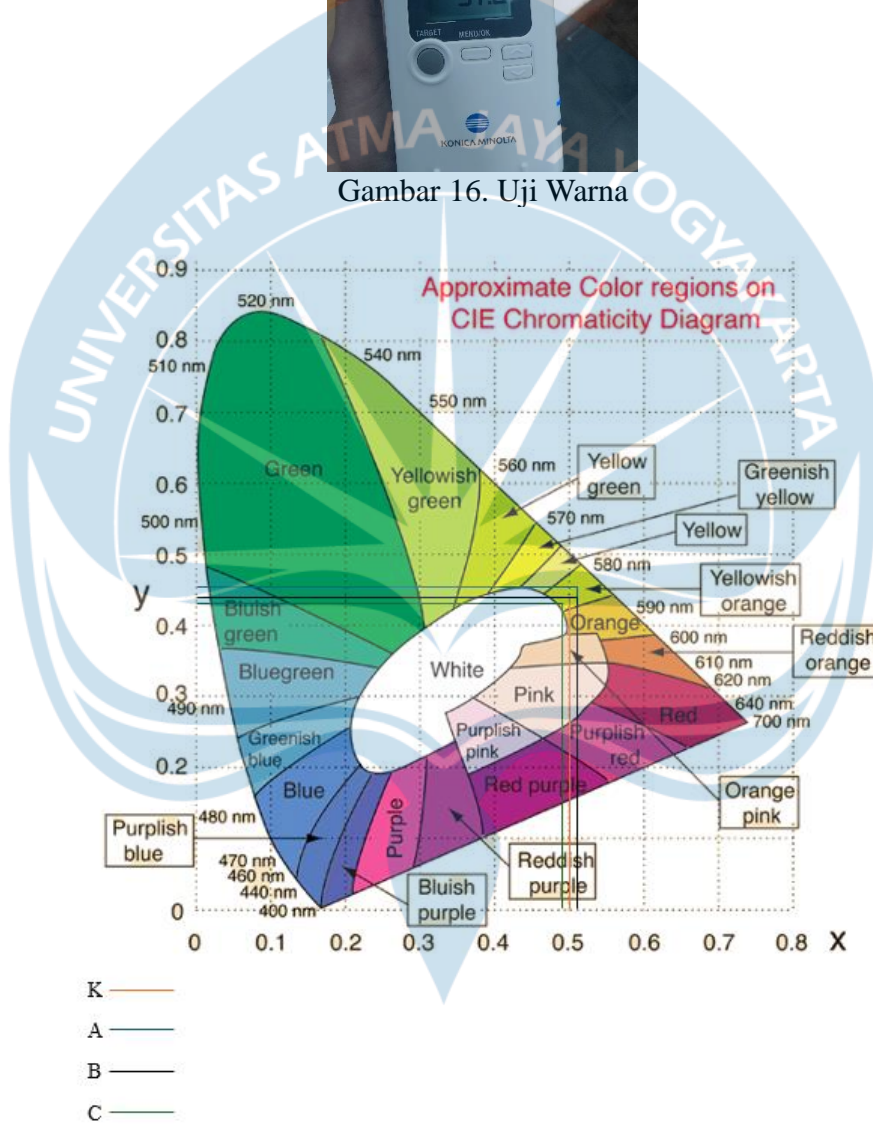 TARGET MENU/OK
KONICA MINOLTA
UNIVERSITAS ATMA JAYA YOGYAKARTA
Gambar 16. Uji Warna
Approximate Color regions on
CIE Chromaticity Diagram
0.9
0.8
0.7
0.6
0.5
0.4
0.3
0.2
0
y
520 nm
510 nm
540 nm
550 nm
560 nm
500 nm
570 nm
580 nm
590 nm
600 nm
610 nm
620 nm
640 nm
700 nm
490 nm
480 nm
470 nm
460 nm
440 nm
400 nm
Green
Yellowish
green
Yellow
green
Greenish
yellow
Yellow
Yellowish
orange
Orange
Reddish
orange
Bluish
green
Bluegreen
White
Pink
Red
Greenish
blue
Purplish
pink
Purplish
red
Blue
Purple
Red purple
Orange
pink
Purplish
blue
Bluish
purple
Reddish
purple
0 0.1 0.2 0.3 0.4 0.5 0.6 0.7 0.8 X
K
A
B
C